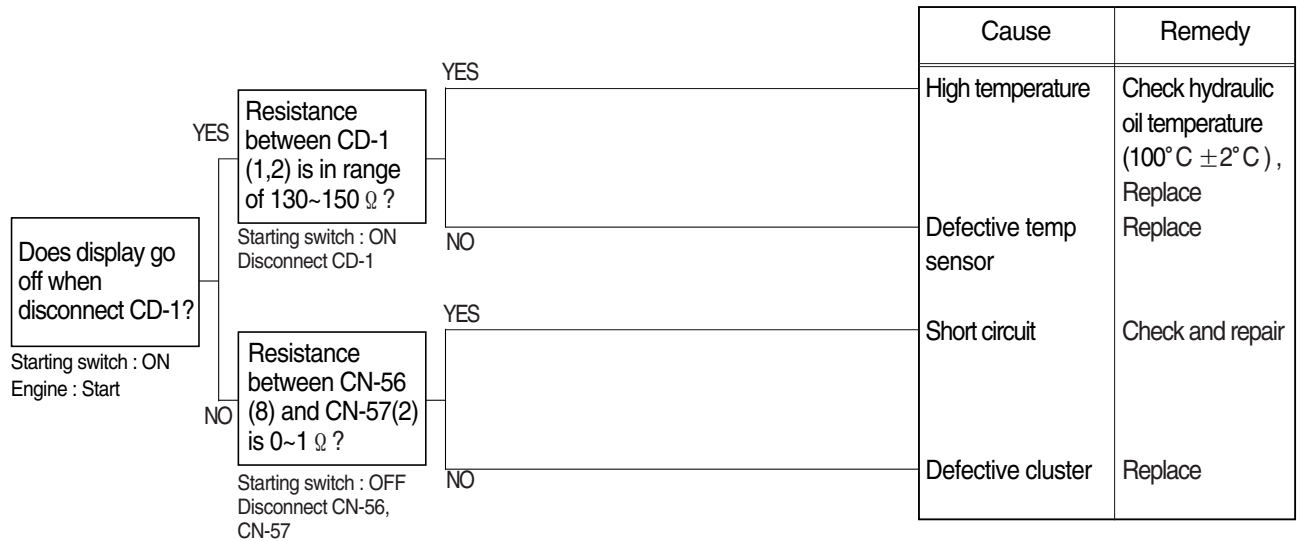 Does display go
off when
disconnect CD-1?
Starting switch : ON
Engine : Start
YES
Resistance
between CD-1
(1,2) is in range
of 130~150 Ω ?
Starting switch : ON
Disconnect CD-1
NO
Resistance
between CN-56
(8) and CN-57(2)
is 0~1 Ω ?
Starting switch : OFF
Disconnect CN-56,
CN-57
YES
NO
YES
NO
Cause Remedy
High temperature Check hydraulic
oil temperature
(100°C ±2°C) ,
Replace
Defective temp Replace
sensor
Short circuit Check and repair
Defective cluster Replace